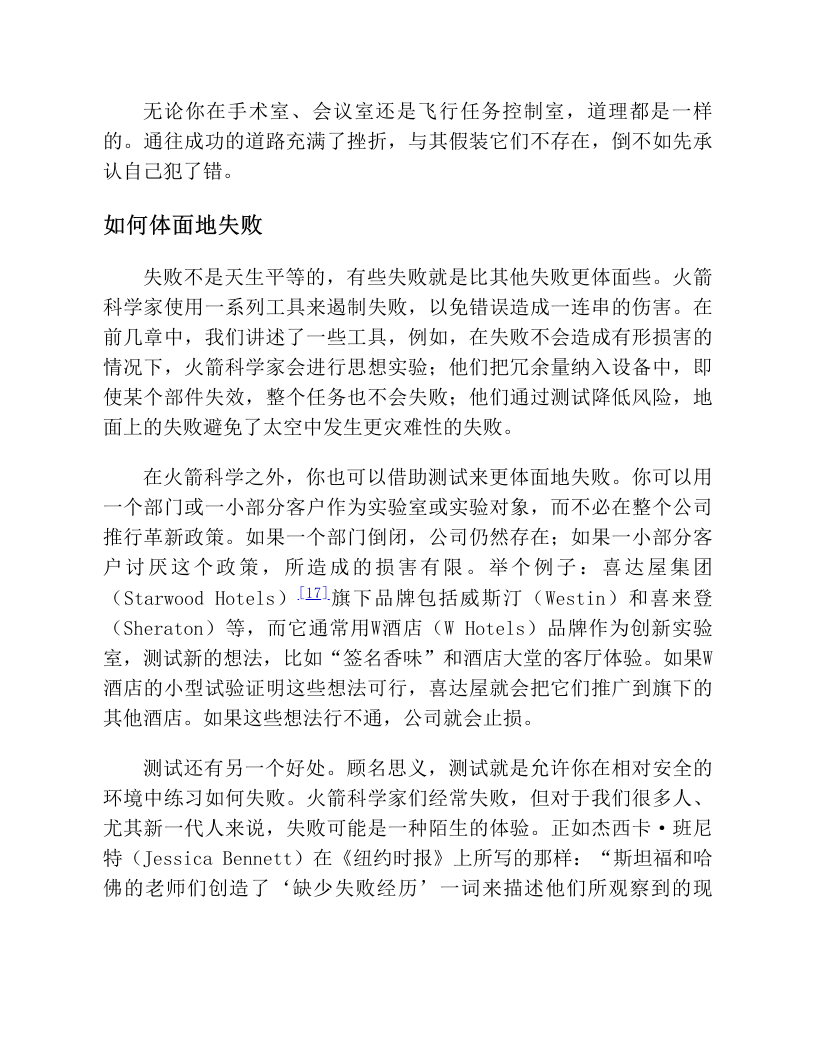 无论你在手术室、会议室还是飞行任务控制室，道理都是一样
的。通往成功的道路充满了挫折，与其假装它们不存在，倒不如先承
认自己犯了错。
如何体面地失败
失败不是天生平等的，有些失败就是比其他失败更体面些。火箭
科学家使用一系列工具来遏制失败，以免错误造成一连串的伤害。在
前几章中，我们讲述了一些工具，例如，在失败不会造成有形损害的
情况下，火箭科学家会进行思想实验；他们把冗余量纳入设备中，即
使某个部件失效，整个任务也不会失败；他们通过测试降低风险，地
面上的失败避免了太空中发生更灾难性的失败。
在火箭科学之外，你也可以借助测试来更体面地失败。你可以用
一个部门或一小部分客户作为实验室或实验对象，而不必在整个公司
推行革新政策。如果一个部门倒闭，公司仍然存在；如果一小部分客
户讨厌这个政策，所造成的损害有限。举个例子：喜达屋集团
（Starwood Hotels）[17]旗下品牌包括威斯汀（Westin）和喜来登
（Sheraton）等，而它通常用W酒店（W Hotels）品牌作为创新实验
室，测试新的想法，比如“签名香味”和酒店大堂的客厅体验。如果W
酒店的小型试验证明这些想法可行，喜达屋就会把它们推广到旗下的
其他酒店。如果这些想法行不通，公司就会止损。
测试还有另一个好处。顾名思义，测试就是允许你在相对安全的
环境中练习如何失败。火箭科学家们经常失败，但对于我们很多人、
尤其新一代人来说，失败可能是一种陌生的体验。正如杰西卡·班尼
特（Jessica Bennett）在《纽约时报》上所写的那样：“斯坦福和哈
佛的老师们创造了‘缺少失败经历’一词来描述他们所观察到的现